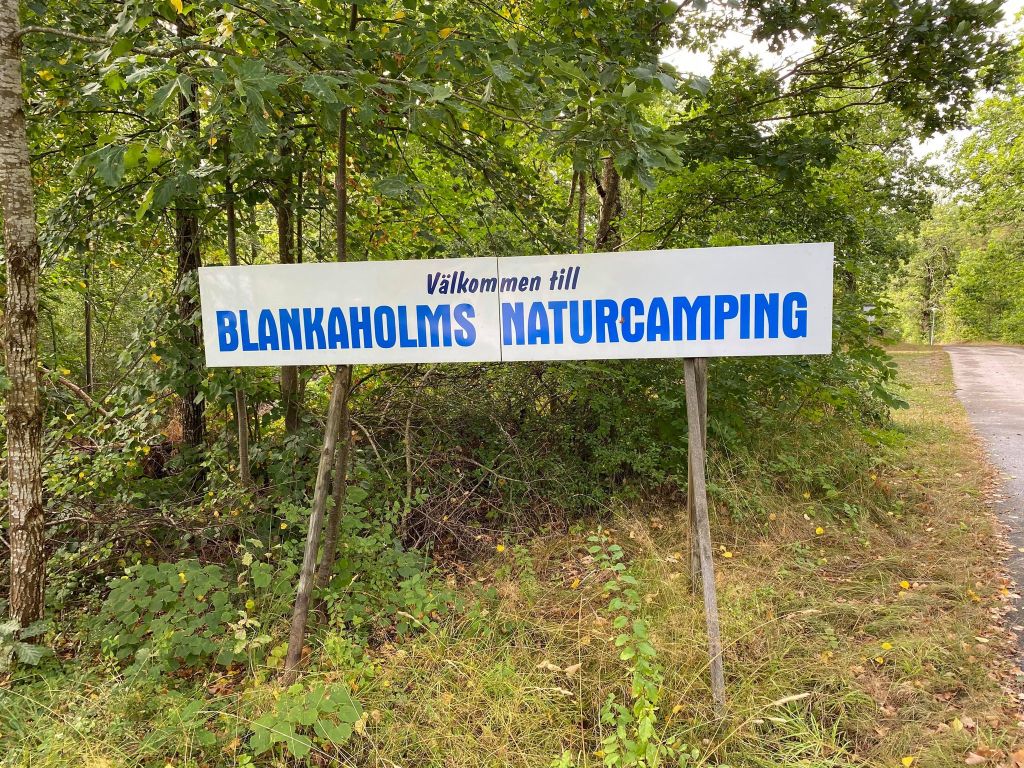 Välkommen till
BLANKAHOLMS NATURCAMPING